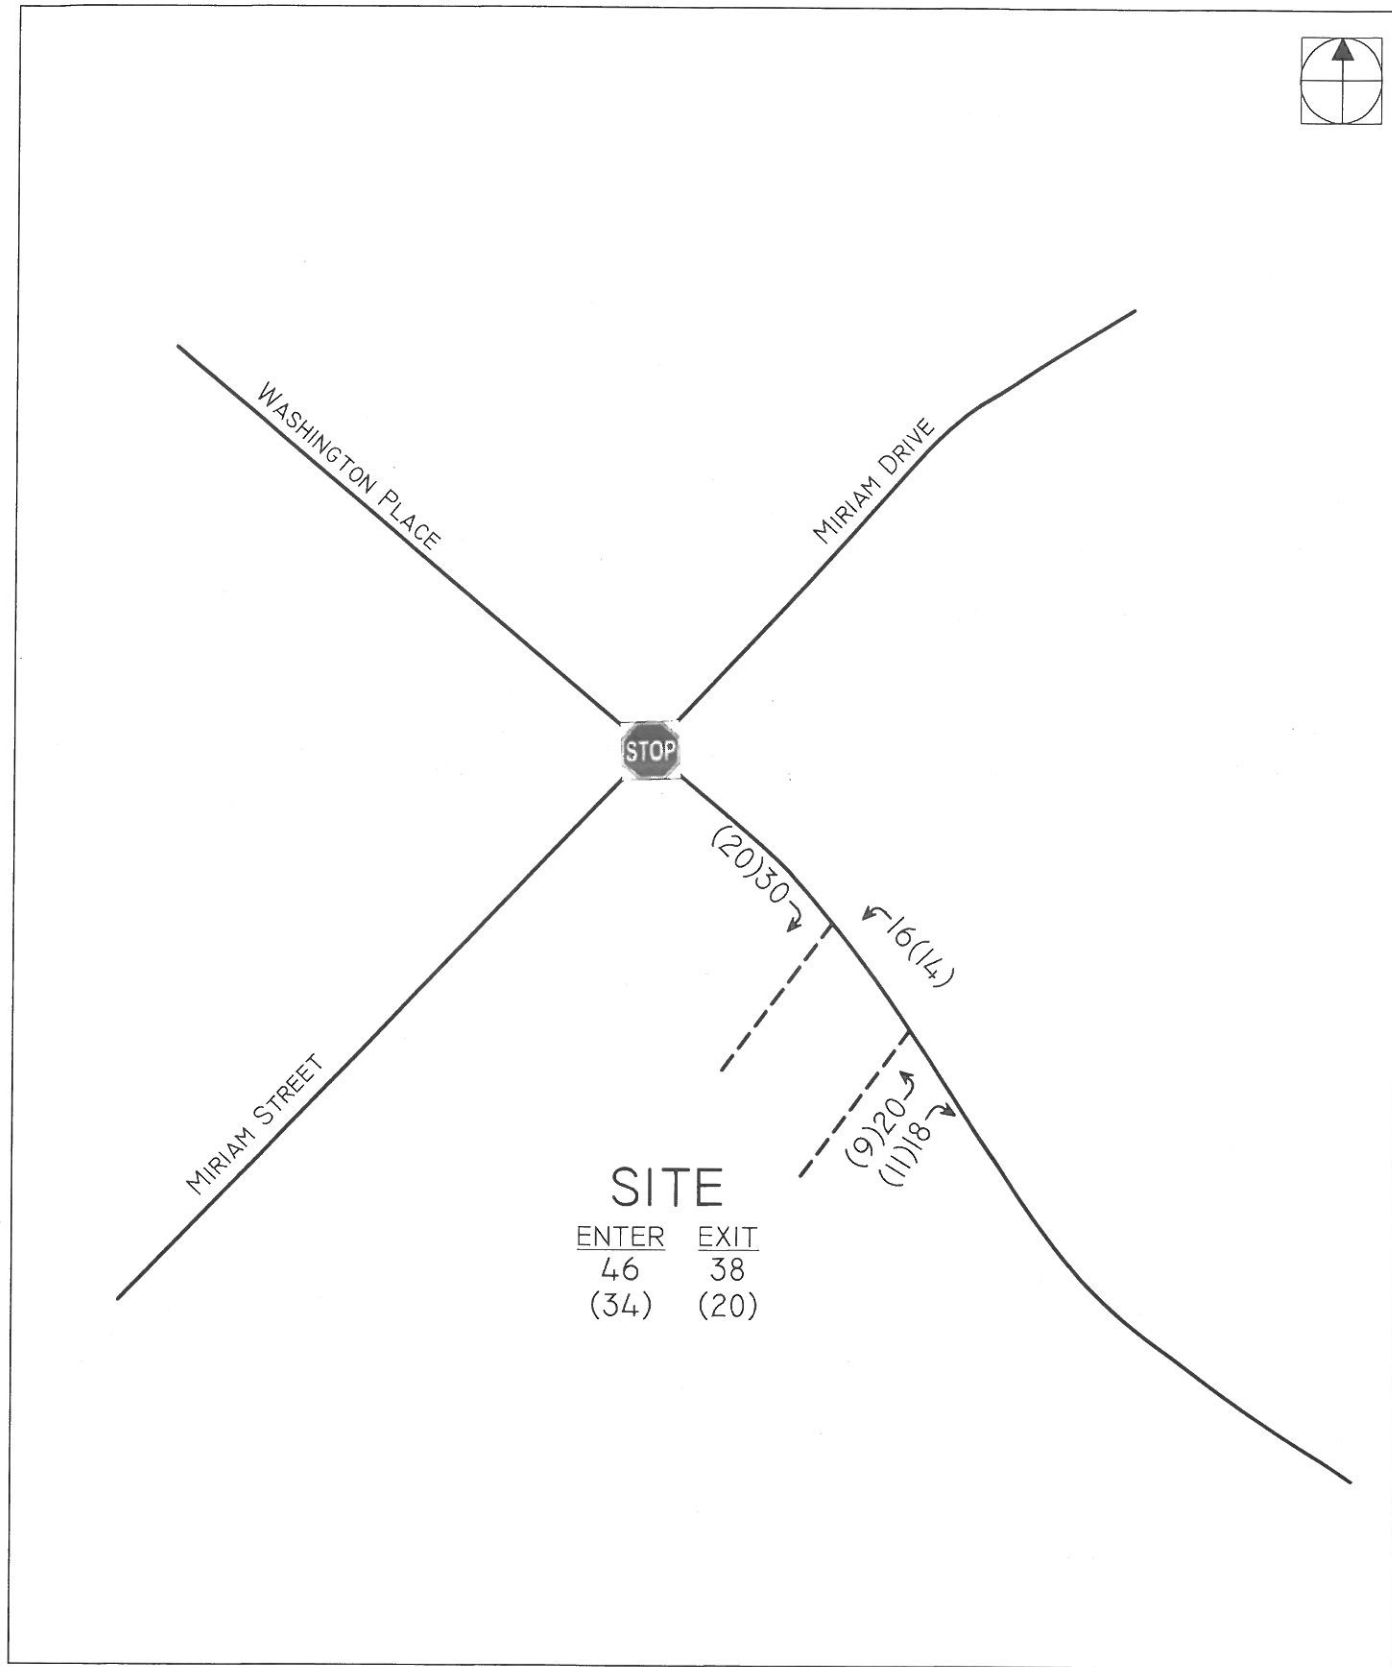 WASHINGTON PLACE
MIRIAM DRIVE
STOP
(20)30
16(14)
MIRIAM STREET
(9)20
(11)18
SITE
ENTER EXIT
46 38
(34) (20)